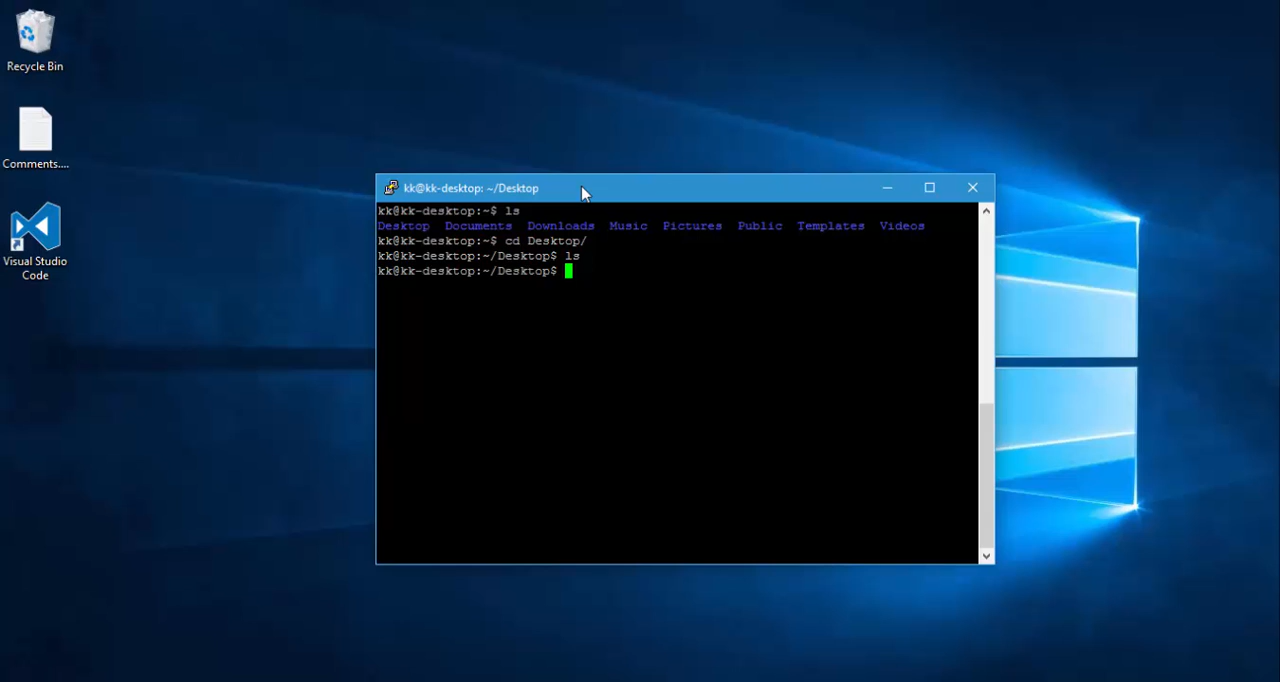 Recycle Bin
Comments....
Visual Studio
Code
kk@kk-desktop: ~/Desktop
kk@kk-desktop:~$ ls
Desktop Documents Downloads Music Pictures Public Templates Videos
kk@kk-desktop:~$ cd Desktop/
kk@kk-desktop:~/Desktop$ ls
kk@kk-desktop:~/Desktop$